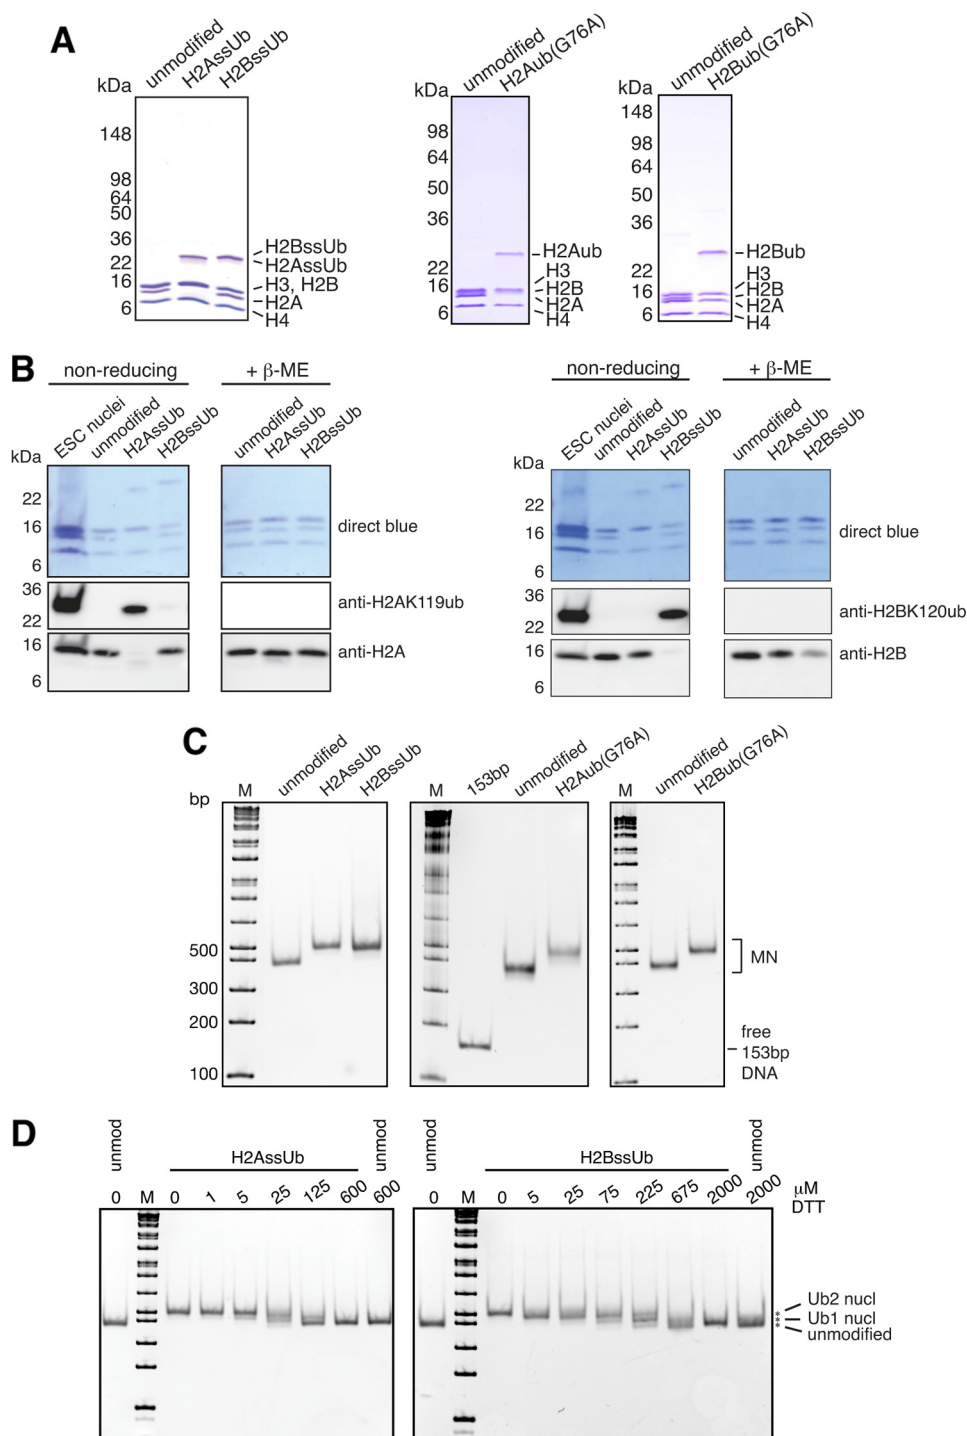 A
kDa
unmodified
H2AssUb
H2BssUb
148
98
64
50
36
22
16
6
H2BssUb
H2AssUb
H3, H2B
H2A
H4
kDa
unmodified
H2Aub(G76A)
98
64
50
36
22
16
6
H2Aub
H3
H2B
H2A
H4
kDa
unmodified
H2Bub(G76A)
148
98
64
50
36
22
16
6
H2Bub
H3
H2B
H2A
H4
B
non-reducing
+ β-ME
kDa
ESC nuclei
unmodified
H2AssUb
H2BssUb
unmodified
H2AssUb
H2BssUb
22
16
6
direct blue
36
22
anti-H2AK119ub
16
6
anti-H2A
non-reducing
+ β-ME
kDa
ESC nuclei
unmodified
H2AssUb
H2BssUb
unmodified
H2AssUb
H2BssUb
22
16
6
direct blue
36
22
anti-H2BK120ub
16
6
anti-H2B
C
bp
M
unmodified
H2AssUb
H2BssUb
500
300
200
100
M
153bp
unmodified
H2Aub(G76A)
M
unmodified
H2Bub(G76A)
MN
free
153bp
DNA
D
unmod
H2AssUb
unmod
0 M 0 1 5 25 125 600 600
unmod
H2BssUb
unmod
0 M 0 5 25 75 225 675 2000 2000
μM
DTT
Ub2 nucl
* Ub1 nucl
* unmodified
*